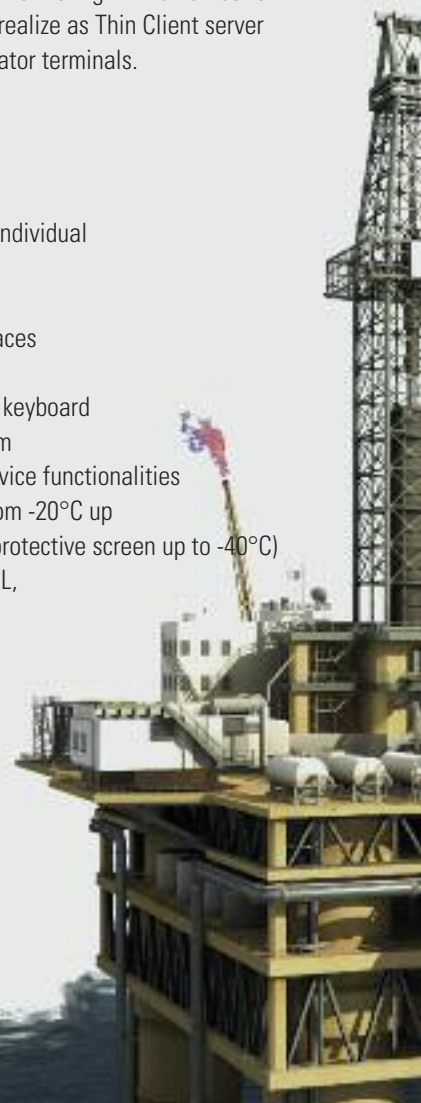 realize as Thin Client server
ator terminals.
ndividual
aces
keyboard
m
vice functionalities
om -20°C up
protective screen up to -40°C)
L,